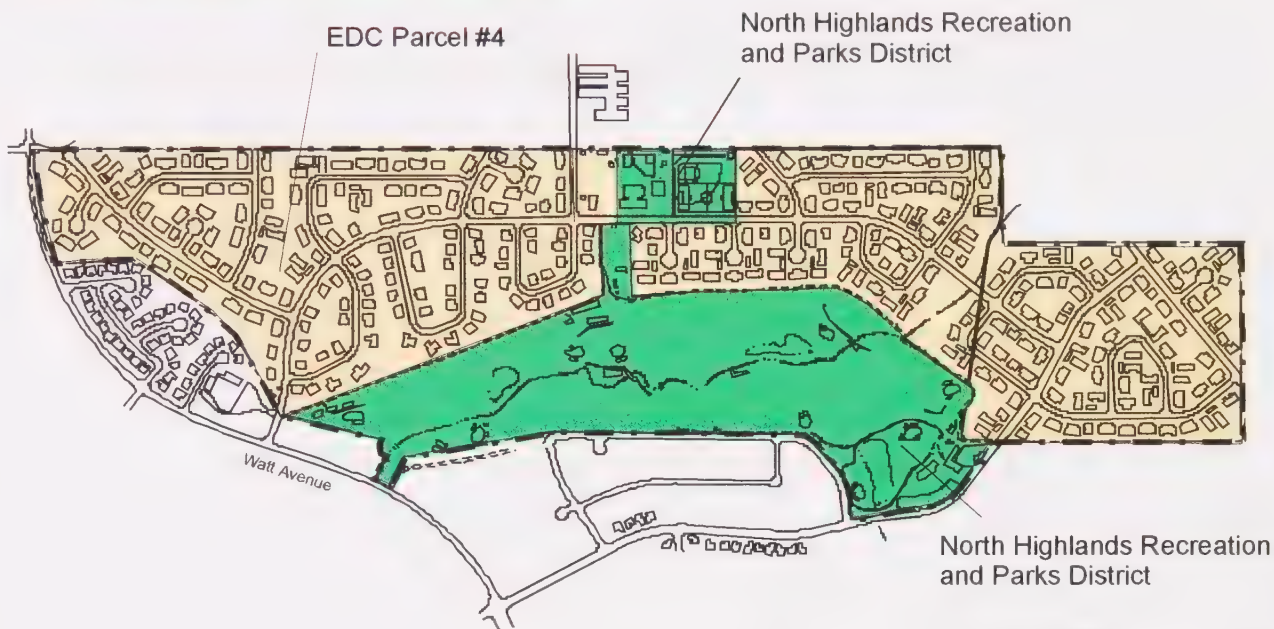 EDC Parcel #4
North Highlands Recreation
and Parks District
Watt Avenue
North Highlands Recreation
and Parks District